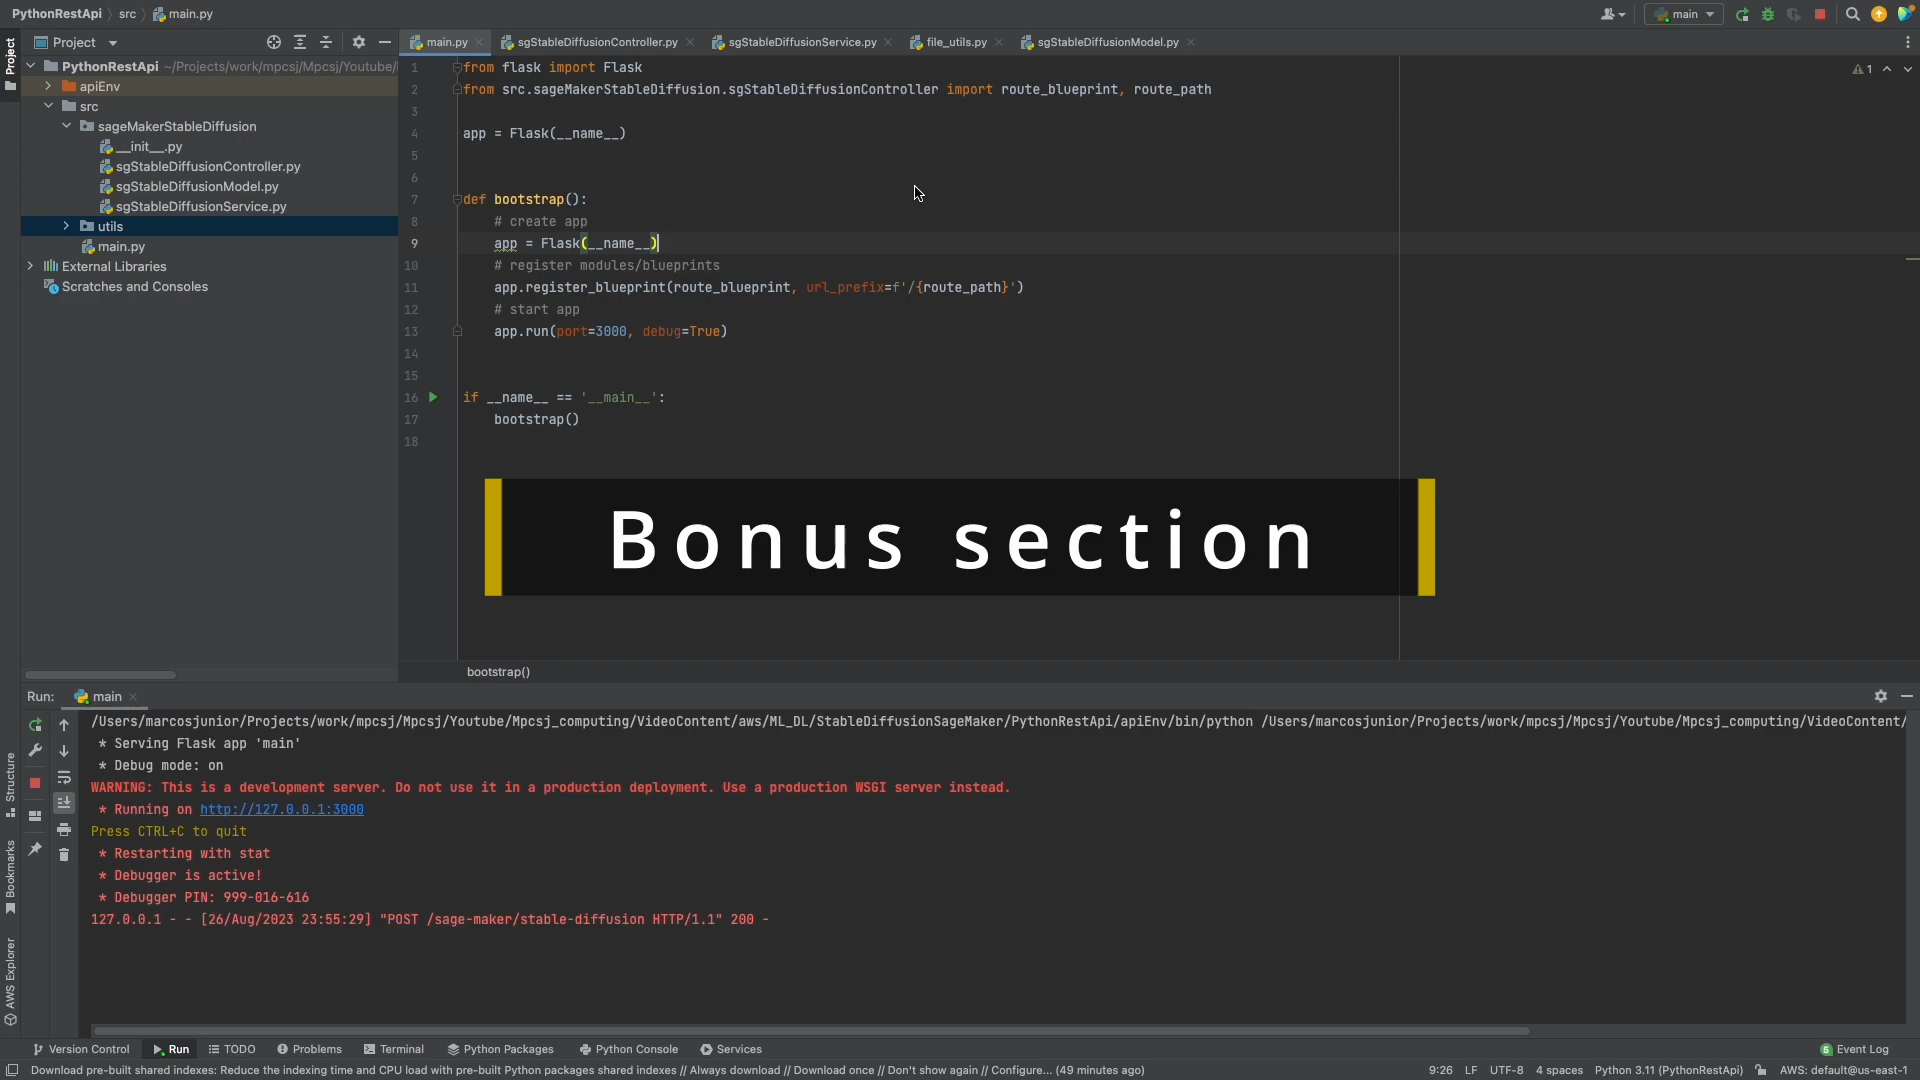 PythonRestApi src main.py
main
Project
Project
main.py sgStableDiffusionController.py sgStableDiffusionService.py file_utils.py sgStableDiffusionModel.py
PythonRestApi ~/Projects/work/mpcsj/Mpcsj/Youtube/
apiEnv
src
sageMakerStableDiffusion
__init__.py
sgStableDiffusionController.py
sgStableDiffusionModel.py
sgStableDiffusionService.py
utils
main.py
External Libraries
Scratches and Consoles
1 from flask import Flask
2 from src.sageMakerStableDiffusion.sgStableDiffusionController import route_blueprint, route_path
3
4 app = Flask(__name__)
5
6
7 def bootstrap():
8 # create app
9 app = Flask(__name__)
10 # register modules/blueprints
11 app.register_blueprint(route_blueprint, url_prefix=f'/{route_path}')
12 # start app
13 app.run(port=3000, debug=True)
14
15
16 if __name__ == '__main__':
17 bootstrap()
18
1
Bonus section
bootstrap()
Run: main
/Users/marcosjunior/Projects/work/mpcsj/Mpcsj/Youtube/Mpcsj_computing/VideoContent/aws/ML_DL/StableDiffusionSageMaker/PythonRestApi/apiEnv/bin/python /Users/marcosjunior/Projects/work/mpcsj/Mpcsj/Youtube/Mpcsj_computing/VideoContent/
* Serving Flask app 'main'
* Debug mode: on
WARNING: This is a development server. Do not use it in a production deployment. Use a production WSGI server instead.
* Running on http://127.0.0.1:3000
Press CTRL+C to quit
* Restarting with stat
* Debugger is active!
* Debugger PIN: 999-016-616
127.0.0.1 - - [26/Aug/2023 23:55:29] "POST /sage-maker/stable-diffusion HTTP/1.1" 200 -
Structure
Bookmarks
AWS Explorer
Version Control Run TODO Problems Terminal Python Packages Python Console Services 5 Event Log
Download pre-built shared indexes: Reduce the indexing time and CPU load with pre-built Python packages shared indexes // Always download // Download once // Don't show again // Configure... (49 minutes ago) 9:26 LF UTF-8 4 spaces Python 3.11 (PythonRestApi) AWS: default@us-east-1